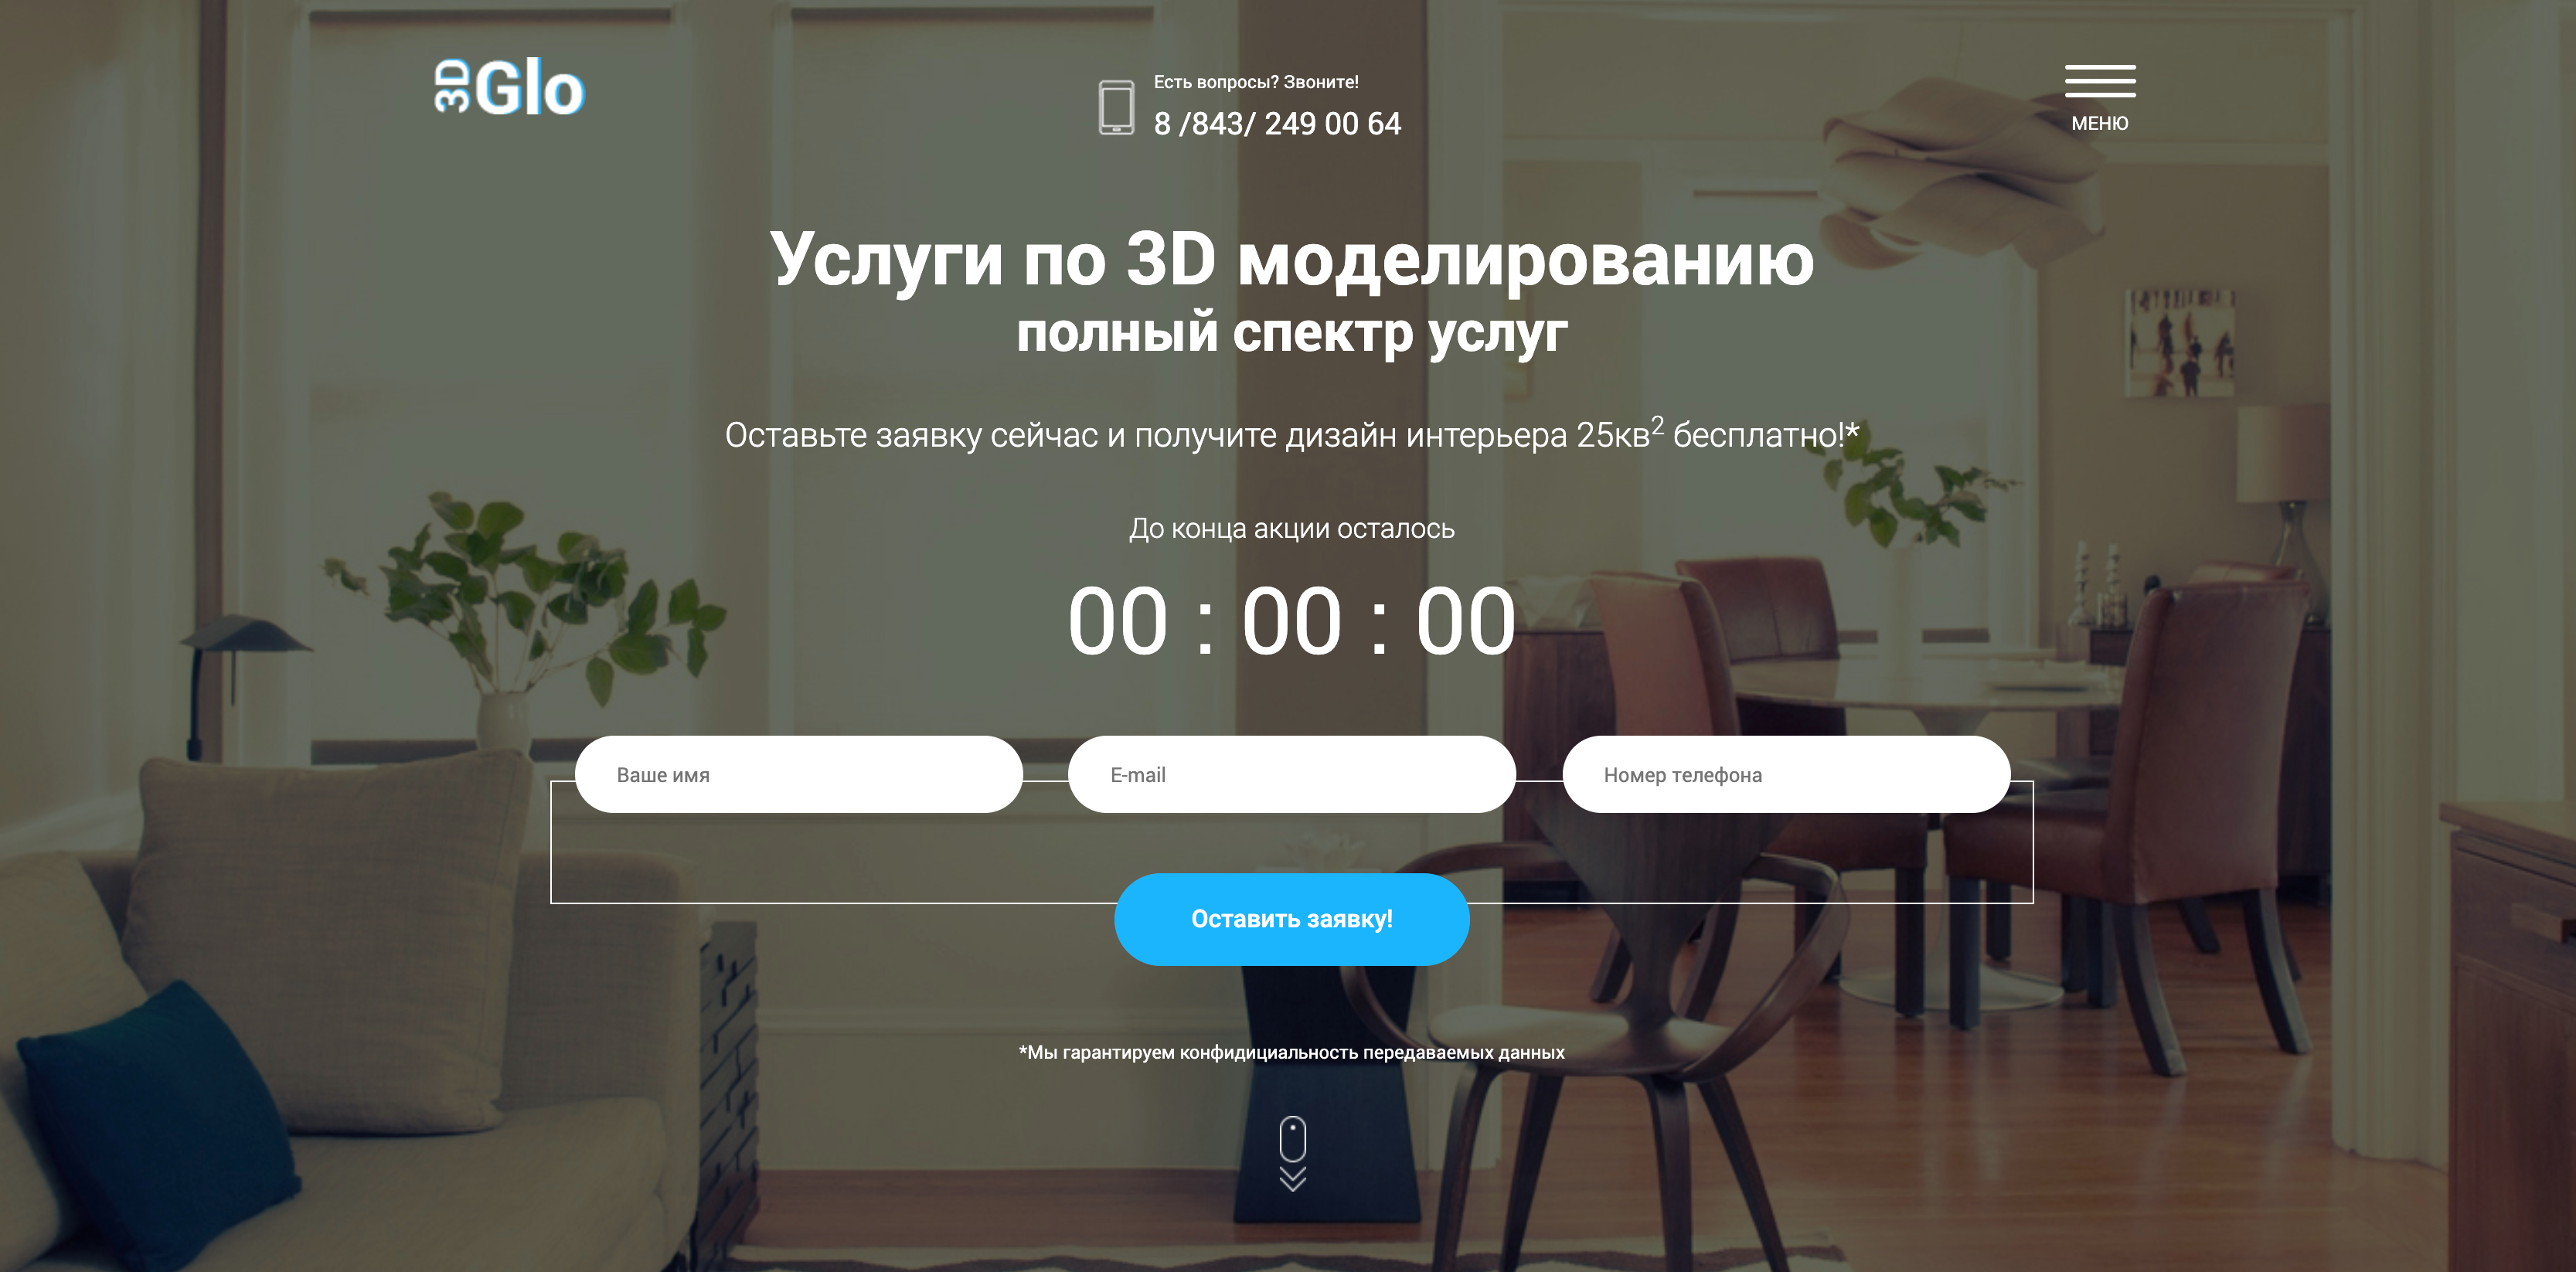 3D Glo
Есть вопросы? Звоните!
8 /843/ 249 00 64
МЕНЮ
Услуги по 3D моделированию
полный спектр услуг
Оставьте заявку сейчас и получите дизайн интерьера 25кв² бесплатно!*
До конца акции осталось
00 : 00 : 00
Ваше имя
E-mail
Номер телефона
Оставить заявку!
*Мы гарантируем конфидициальность передаваемых данных